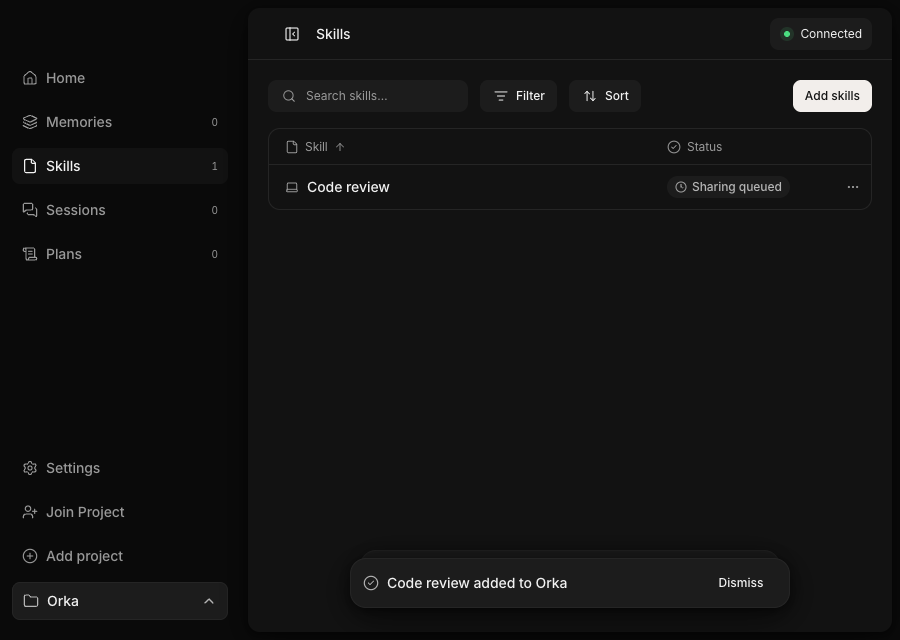 Home
Memories 0
Skills 1
Sessions 0
Plans 0
Settings
Join Project
Add project
Orka
Skills
Connected
Search skills...
Filter
Sort
Add skills
Skill
Status
Code review
Sharing queued
Code review added to Orka
Dismiss